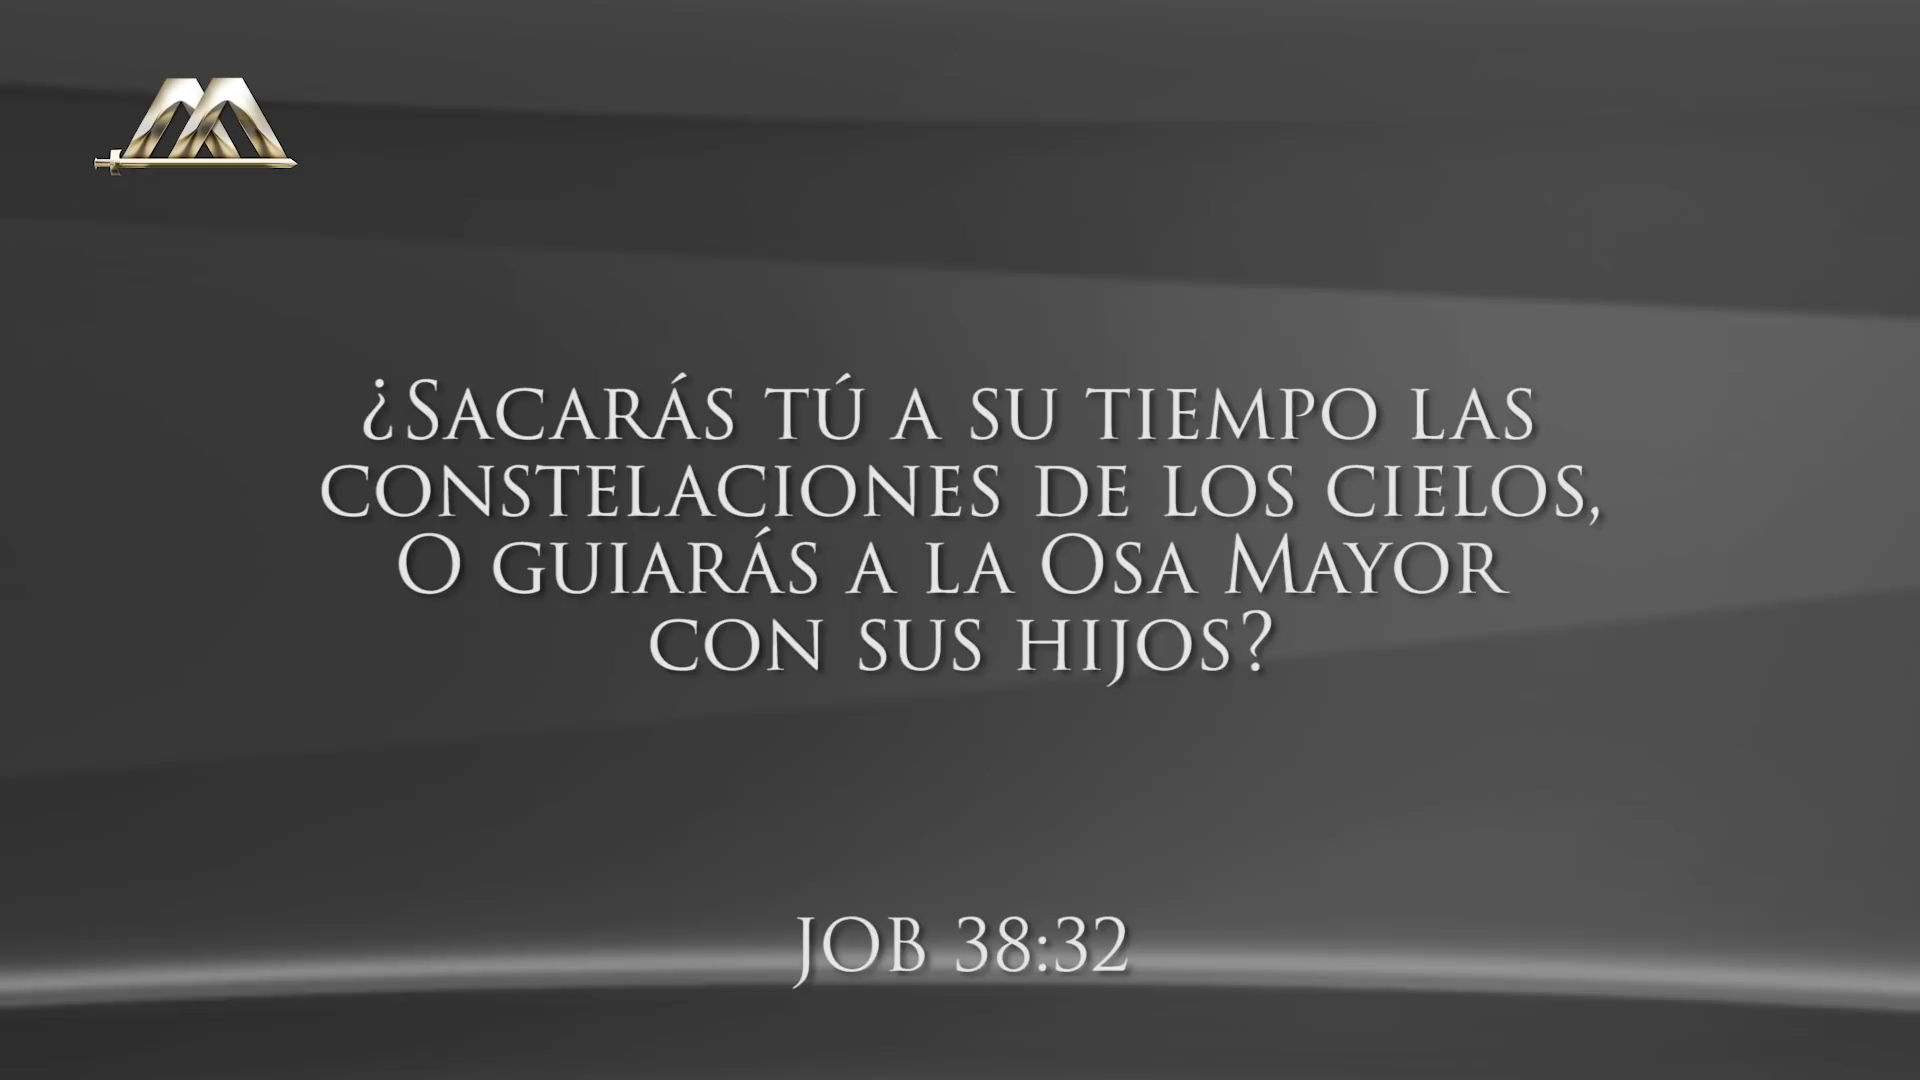 ¿Sacarás tú a su tiempo las
constelaciones de los cielos,
O guiarás a la Osa Mayor
con sus hijos?
JOB 38:32